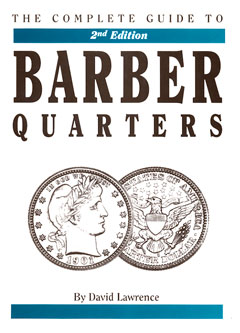 THE COMPLETE GUIDE TO
2nd Edition
BARBER
QUARTERS
By David Lawrence